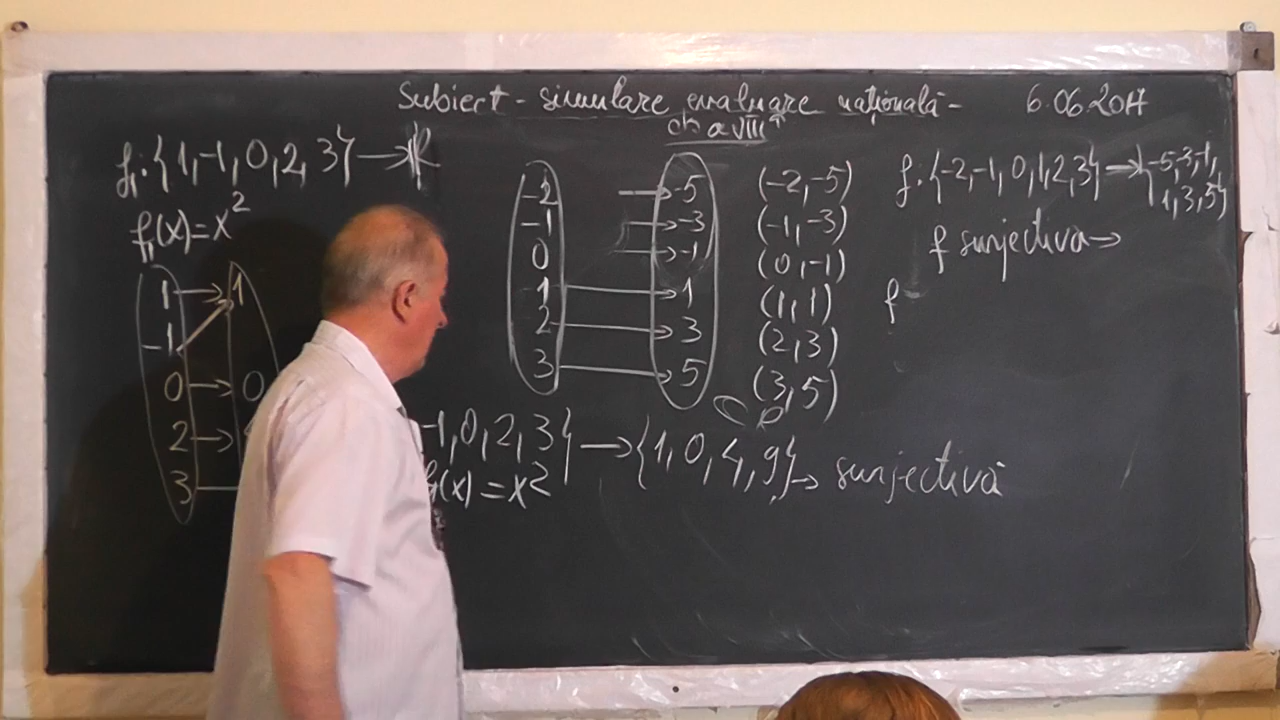 Subiect - simulare evaluare națională - 6.06.2017
cls a VIII a
f₁:{1,-1,0,2,3}→R
f₁(x)=x²
1 → 1
-1
0 → 0
2 →
3
-2 -5
-1 -3
0 -1
1 → 1
2 → 3
3 → 5
(-2,-5)
(-1,-3)
(0,-1)
(1,1)
(2,3)
(3,5)
f:{-2,-1,0,1,2,3}→{-5,-3,-1,
1,3,5}
f surjectiva→
f
-1,0,2,3}→{1,0,4,9}→ surjectivă
(x)=x²